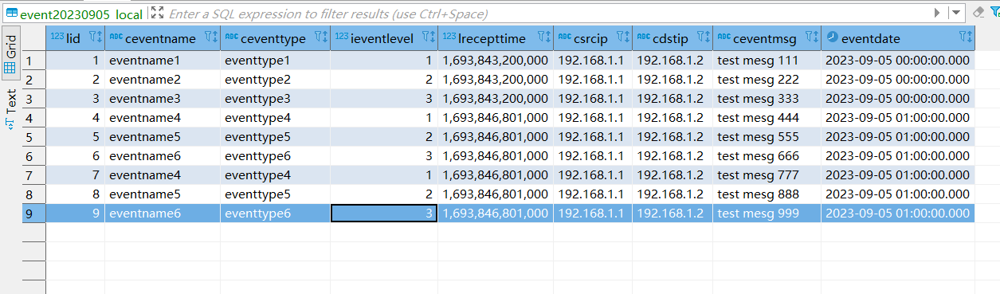 event20230905_local Enter a SQL expression to filter results (use Ctrl+Space)
Grid
Text
123 lid ABC ceventname ABC ceventtype 123 ieventlevel 123 lrecepttime ABC csrcip ABC cdstip ABC ceventmsg eventdate
1 1 eventname1 eventtype1 1 1,693,843,200,000 192.168.1.1 192.168.1.2 test mesg 111 2023-09-05 00:00:00.000
2 2 eventname2 eventtype2 2 1,693,843,200,000 192.168.1.1 192.168.1.2 test mesg 222 2023-09-05 00:00:00.000
3 3 eventname3 eventtype3 3 1,693,843,200,000 192.168.1.1 192.168.1.2 test mesg 333 2023-09-05 00:00:00.000
4 4 eventname4 eventtype4 1 1,693,846,801,000 192.168.1.1 192.168.1.2 test mesg 444 2023-09-05 01:00:00.000
5 5 eventname5 eventtype5 2 1,693,846,801,000 192.168.1.1 192.168.1.2 test mesg 555 2023-09-05 01:00:00.000
6 6 eventname6 eventtype6 3 1,693,846,801,000 192.168.1.1 192.168.1.2 test mesg 666 2023-09-05 01:00:00.000
7 7 eventname4 eventtype4 1 1,693,846,801,000 192.168.1.1 192.168.1.2 test mesg 777 2023-09-05 01:00:00.000
8 8 eventname5 eventtype5 2 1,693,846,801,000 192.168.1.1 192.168.1.2 test mesg 888 2023-09-05 01:00:00.000
9 9 eventname6 eventtype6 3 1,693,846,801,000 192.168.1.1 192.168.1.2 test mesg 999 2023-09-05 01:00:00.000